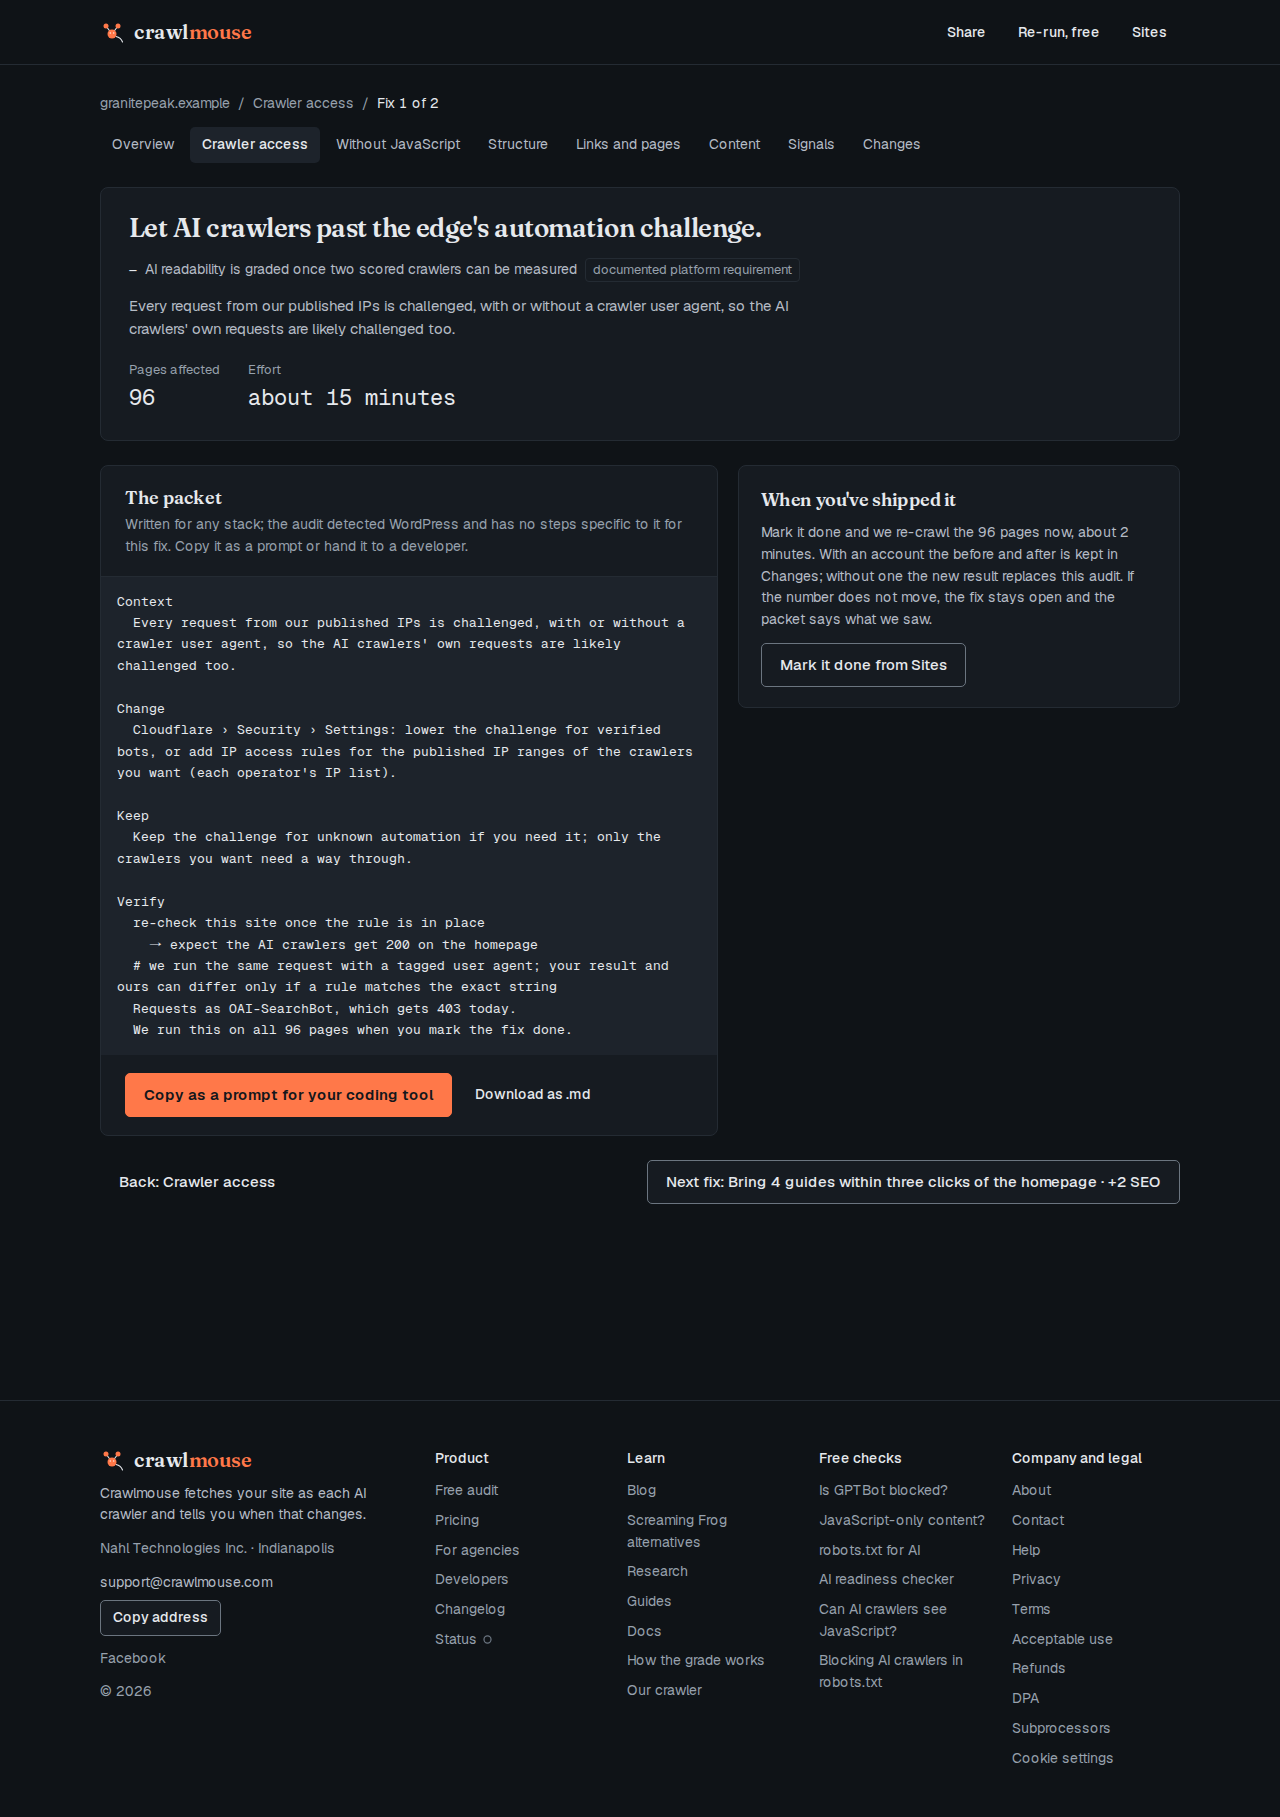 crawlmouse
Share
Re-run, free
Sites
granitepeak.example / Crawler access / Fix 1 of 2
Overview
Crawler access
Without JavaScript
Structure
Links and pages
Content
Signals
Changes
Let AI crawlers past the edge's automation challenge.
– AI readability is graded once two scored crawlers can be measured documented platform requirement
Every request from our published IPs is challenged, with or without a crawler user agent, so the AI
crawlers' own requests are likely challenged too.
Pages affected
96
Effort
about 15 minutes
The packet
Written for any stack; the audit detected WordPress and has no steps specific to it for
this fix. Copy it as a prompt or hand it to a developer.
Context
Every request from our published IPs is challenged, with or without a
crawler user agent, so the AI crawlers' own requests are likely
challenged too.
Change
Cloudflare › Security › Settings: lower the challenge for verified
bots, or add IP access rules for the published IP ranges of the crawlers
you want (each operator's IP list).
Keep
Keep the challenge for unknown automation if you need it; only the
crawlers you want need a way through.
Verify
re-check this site once the rule is in place
→ expect the AI crawlers get 200 on the homepage
# we run the same request with a tagged user agent; your result and
ours can differ only if a rule matches the exact string
Requests as OAI-SearchBot, which gets 403 today.
We run this on all 96 pages when you mark the fix done.
Copy as a prompt for your coding tool
Download as .md
When you've shipped it
Mark it done and we re-crawl the 96 pages now, about 2
minutes. With an account the before and after is kept in
Changes; without one the new result replaces this audit. If
the number does not move, the fix stays open and the
packet says what we saw.
Mark it done from Sites
Back: Crawler access
Next fix: Bring 4 guides within three clicks of the homepage · +2 SEO
crawlmouse
Crawlmouse fetches your site as each AI
crawler and tells you when that changes.
Nahl Technologies Inc. · Indianapolis
support@crawlmouse.com
Copy address
Facebook
© 2026
Product
Free audit
Pricing
For agencies
Developers
Changelog
Status
Learn
Blog
Screaming Frog
alternatives
Research
Guides
Docs
How the grade works
Our crawler
Free checks
Is GPTBot blocked?
JavaScript-only content?
robots.txt for AI
AI readiness checker
Can AI crawlers see
JavaScript?
Blocking AI crawlers in
robots.txt
Company and legal
About
Contact
Help
Privacy
Terms
Acceptable use
Refunds
DPA
Subprocessors
Cookie settings